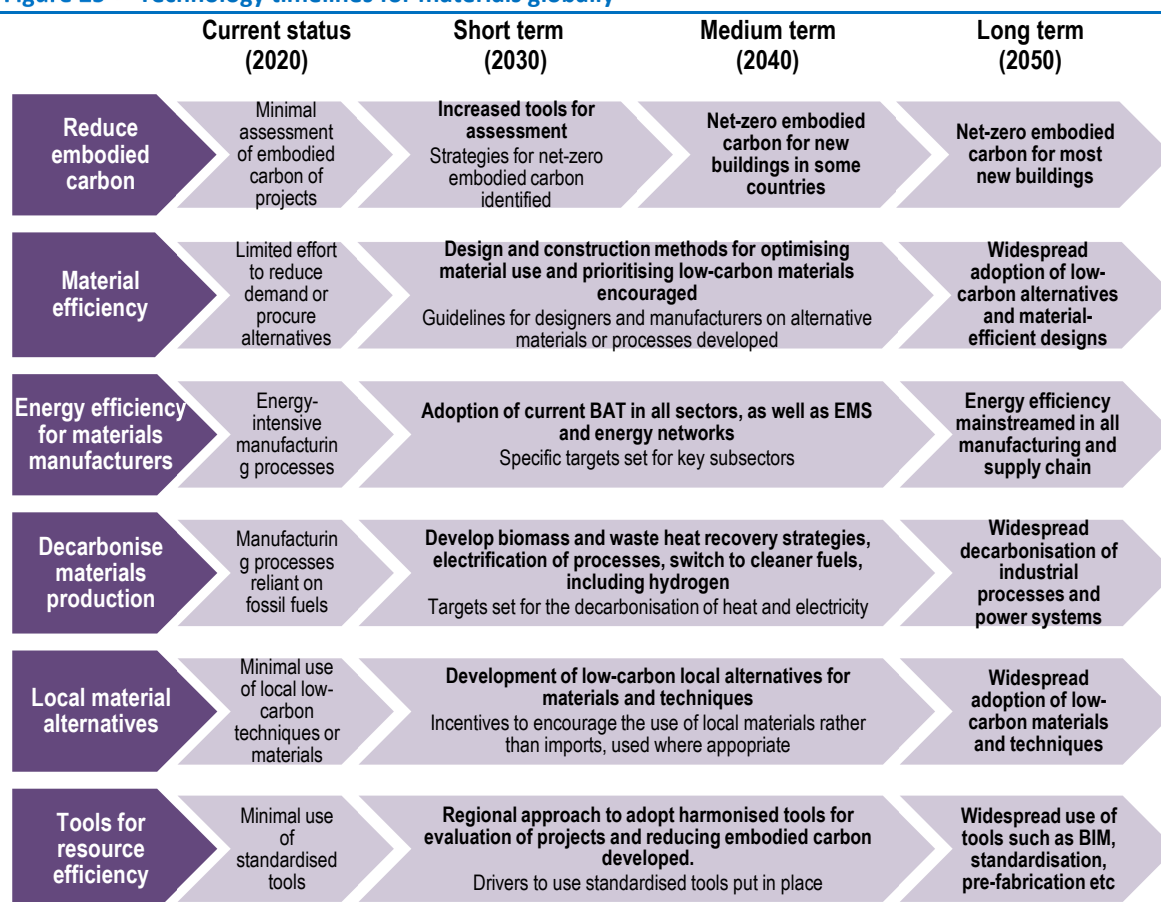 Figure 25 Technology timelines for materials globally
Current status
(2020)
Short term
(2030)
Medium term
(2040)
Long term
(2050)
Reduce
embodied
carbon
Minimal
assessment
of embodied
carbon of
projects
Increased tools for
assessment
Strategies for net-zero
embodied carbon
identified
Net-zero embodied
carbon for new
buildings in some
countries
Net-zero embodied
carbon for most
new buildings
Material
efficiency
Limited effort
to reduce
demand or
procure
alternatives
Design and construction methods for optimising
material use and prioritising low-carbon materials
encouraged
Guidelines for designers and manufacturers on alternative
materials or processes developed
Widespread
adoption of low-
carbon alternatives
and material-
efficient designs
Energy efficiency
for materials
manufacturers
Energy-
intensive
manufacturin
g processes
Adoption of current BAT in all sectors, as well as EMS
and energy networks
Specific targets set for key subsectors
Energy efficiency
mainstreamed in all
manufacturing and
supply chain
Decarbonise
materials
production
Manufacturin
g processes
reliant on
fossil fuels
Develop biomass and waste heat recovery strategies,
electrification of processes, switch to cleaner fuels,
including hydrogen
Targets set for the decarbonisation of heat and electricity
Widespread
decarbonisation of
industrial
processes and
power systems
Local material
alternatives
Minimal use
of local low-
carbon
techniques or
materials
Development of low-carbon local alternatives for
materials and techniques
Incentives to encourage the use of local materials rather
than imports, used where appopriate
Widespread
adoption of low-
carbon materials
and techniques
Tools for
resource
efficiency
Minimal use
of
standardised
tools
Regional approach to adopt harmonised tools for
evaluation of projects and reducing embodied carbon
developed.
Drivers to use standardised tools put in place
Widespread use of
tools such as BIM,
standardisation,
pre-fabrication etc